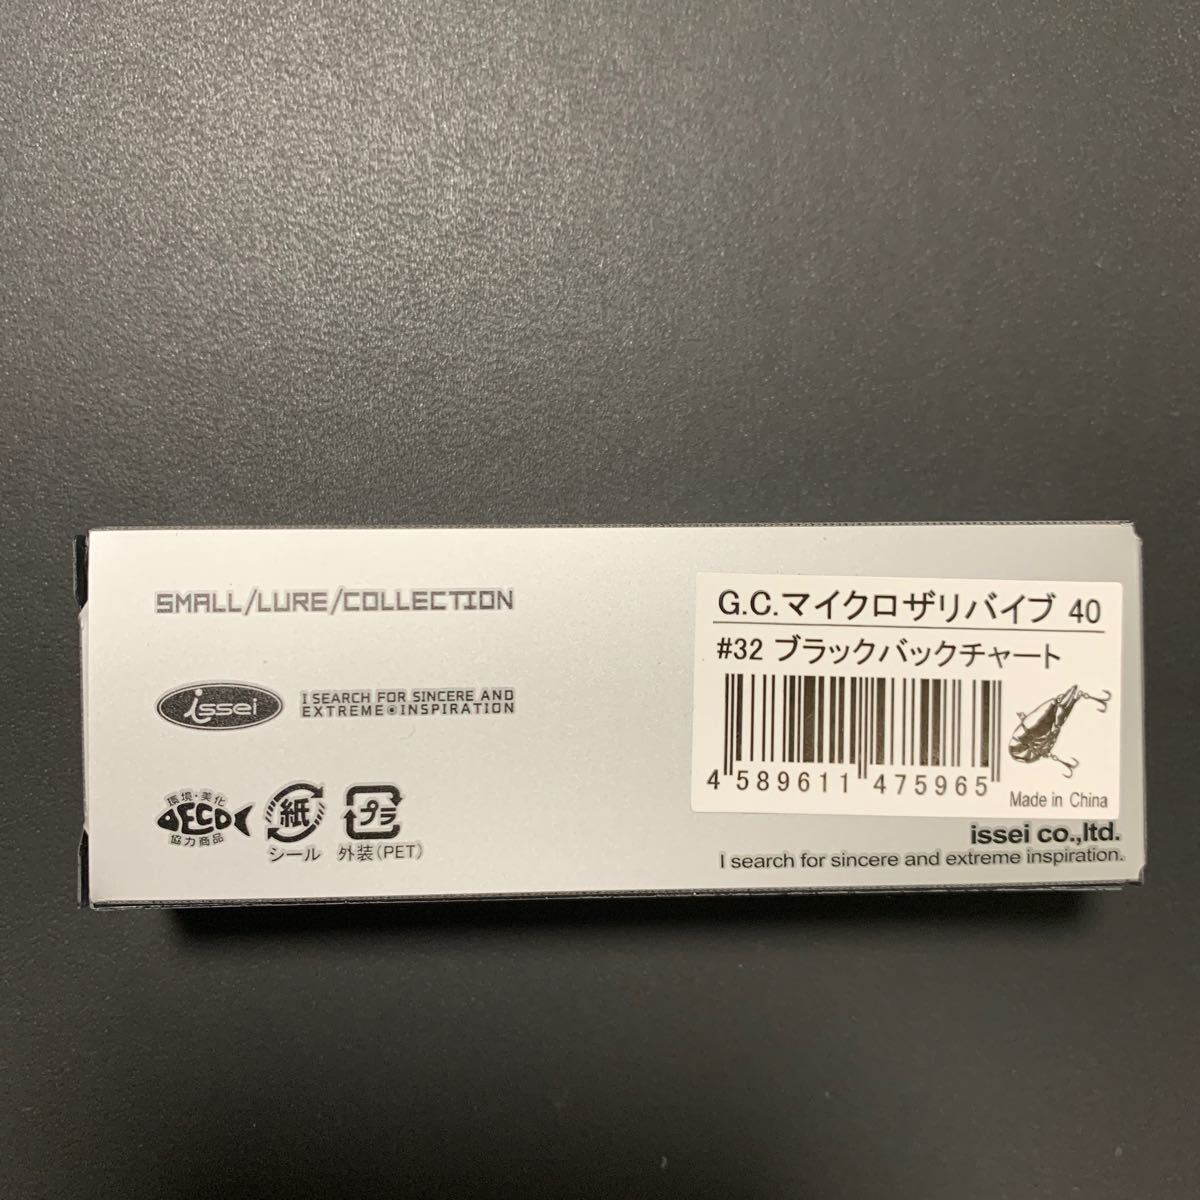 SMALL/LURE/COLLECTION
issei
I SEARCH FOR SINCERE AND
EXTREME INSPIRATION
環境・美化
DECO
協力商品
紙
シール
プラ
外装(PET)
G.C.マイクロザリバイブ 40
#32 ブラックバックチャート
4 589611 475965
Made in China
issei co.,ltd.
I search for sincere and extreme inspiration.